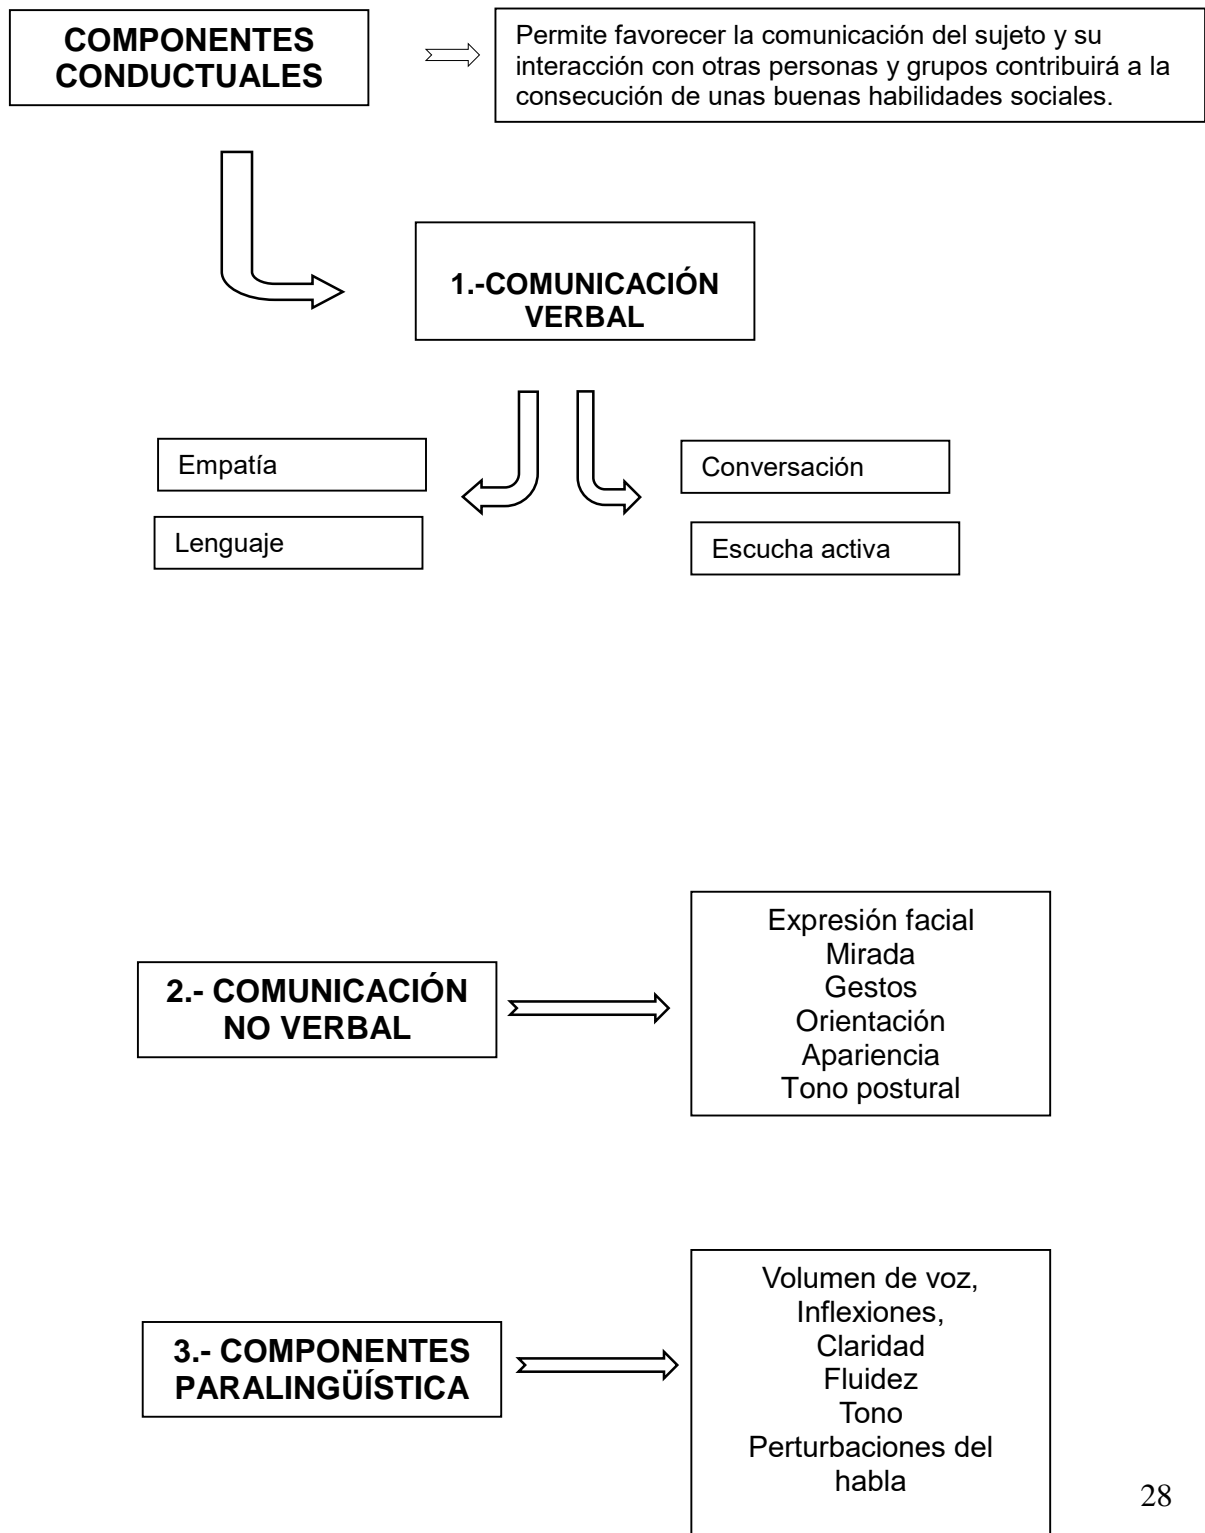 COMPONENTES
CONDUCTUALES
Permite favorecer la comunicación del sujeto y su
interacción con otras personas y grupos contribuirá a la
consecución de unas buenas habilidades sociales.
1.-COMUNICACIÓN
VERBAL
Empatía
Conversación
Lenguaje
Escucha activa
2.- COMUNICACIÓN
NO VERBAL
Expresión facial
Mirada
Gestos
Orientación
Apariencia
Tono postural
3.- COMPONENTES
PARALINGÜÍSTICA
Volumen de voz,
Inflexiones,
Claridad
Fluidez
Tono
Perturbaciones del
habla
28